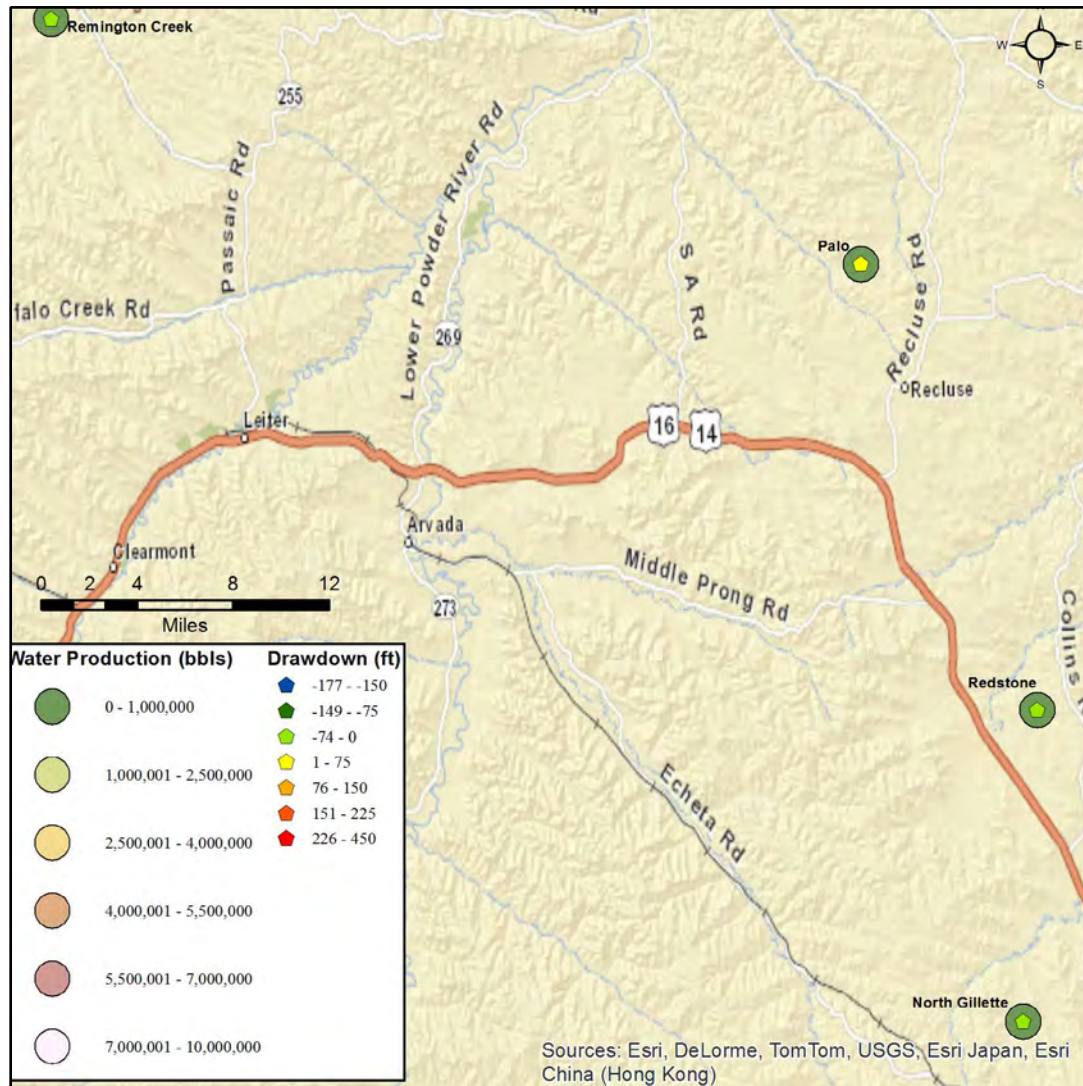 Remington Creek
Rd
N
W E
S
255
Passaic Rd
Lower Powder River Rd
S A Rd
Palo
Recluse Rd
alo Creek Rd
269
Recluse
Leiter
16
14
Arvada
Clearmont
Middle Prong Rd
Collins
0 2 4 8 12
Miles
273
Redstone
Echeta Rd
Water Production (bbls)
0 - 1,000,000
1,000,001 - 2,500,000
2,500,001 - 4,000,000
4,000,001 - 5,500,000
5,500,001 - 7,000,000
7,000,001 - 10,000,000
Drawdown (ft)
-177 - -150
-149 - -75
-74 - 0
1 - 75
76 - 150
151 - 225
226 - 450
North Gillette
Sources: Esri, DeLorme, TomTom, USGS, Esri Japan, Esri
China (Hong Kong)